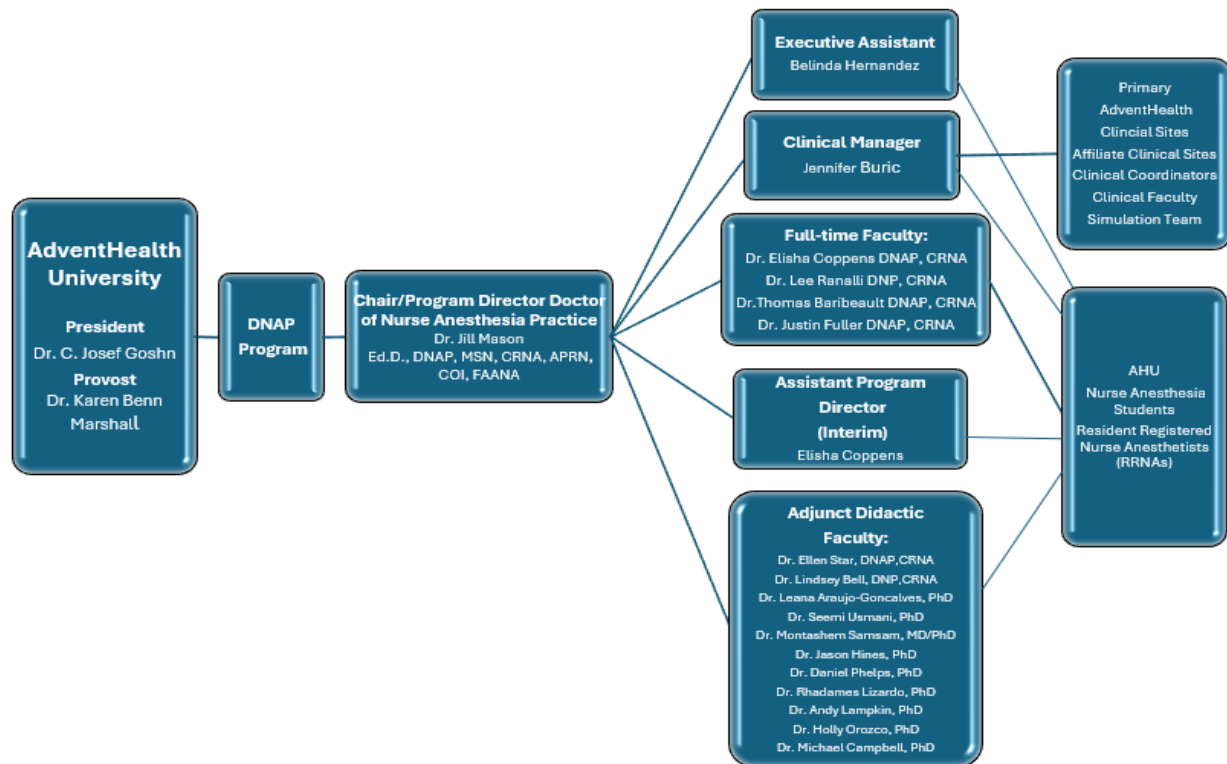 AdventHealth
University
President
Dr. C. Josef Goshn
Provost
Dr. Karen Benn
Marshall
DNAP
Program
Chair/Program Director Doctor
of Nurse Anesthesia Practice
Dr. Jill Mason
Ed.D., DNAP, MSN, CRNA, APRN,
COI, FAANA
Executive Assistant
Belinda Hernandez
Clinical Manager
Jennifer Buric
Full-time Faculty:
Dr. Elisha Coppens DNAP, CRNA
Dr. Lee Ranalli DNP, CRNA
Dr.Thomas Baribeault DNAP, CRNA
Dr. Justin Fuller DNAP, CRNA
Assistant Program
Director
(Interim)
Elisha Coppens
Adjunct Didactic
Faculty:
Dr. Ellen Star, DNAP,CRNA
Dr. Lindsey Bell, DNP,CRNA
Dr. Leana Araujo-Goncalves, PhD
Dr. Seemi Usmani, PhD
Dr. Montashem Samsam, MD/PhD
Dr. Jason Hines, PhD
Dr. Daniel Phelps, PhD
Dr. Rhadames Lizardo, PhD
Dr. Andy Lampkin, PhD
Dr. Holly Orozco, PhD
Dr. Michael Campbell, PhD
Primary
AdventHealth
Clincial Sites
Affiliate Clinical Sites
Clinical Coordinators
Clinical Faculty
Simulation Team
AHU
Nurse Anesthesia
Students
Resident Registered
Nurse Anesthetists
(RRNAs)